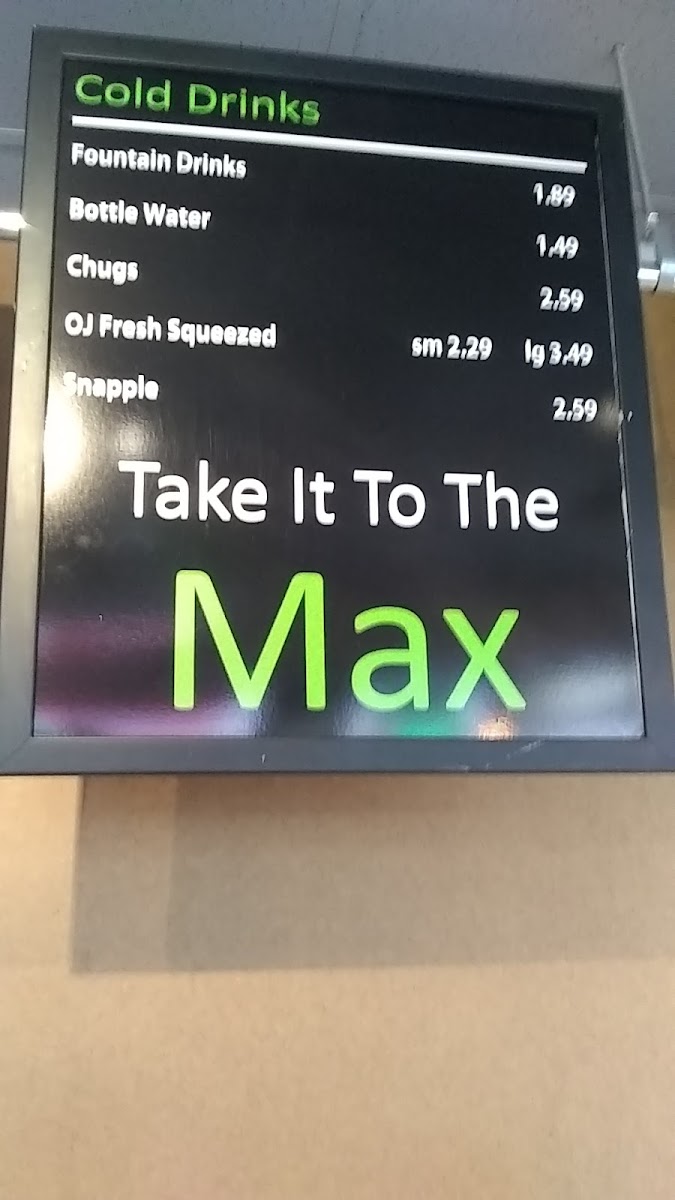 Cold Drinks
Fountain Drinks 1.89
Bottle Water 1.49
Chugs 2.59
OJ Fresh Squeezed sm 2.29 lg 3.49
Snapple 2.59
Take It To The
Max